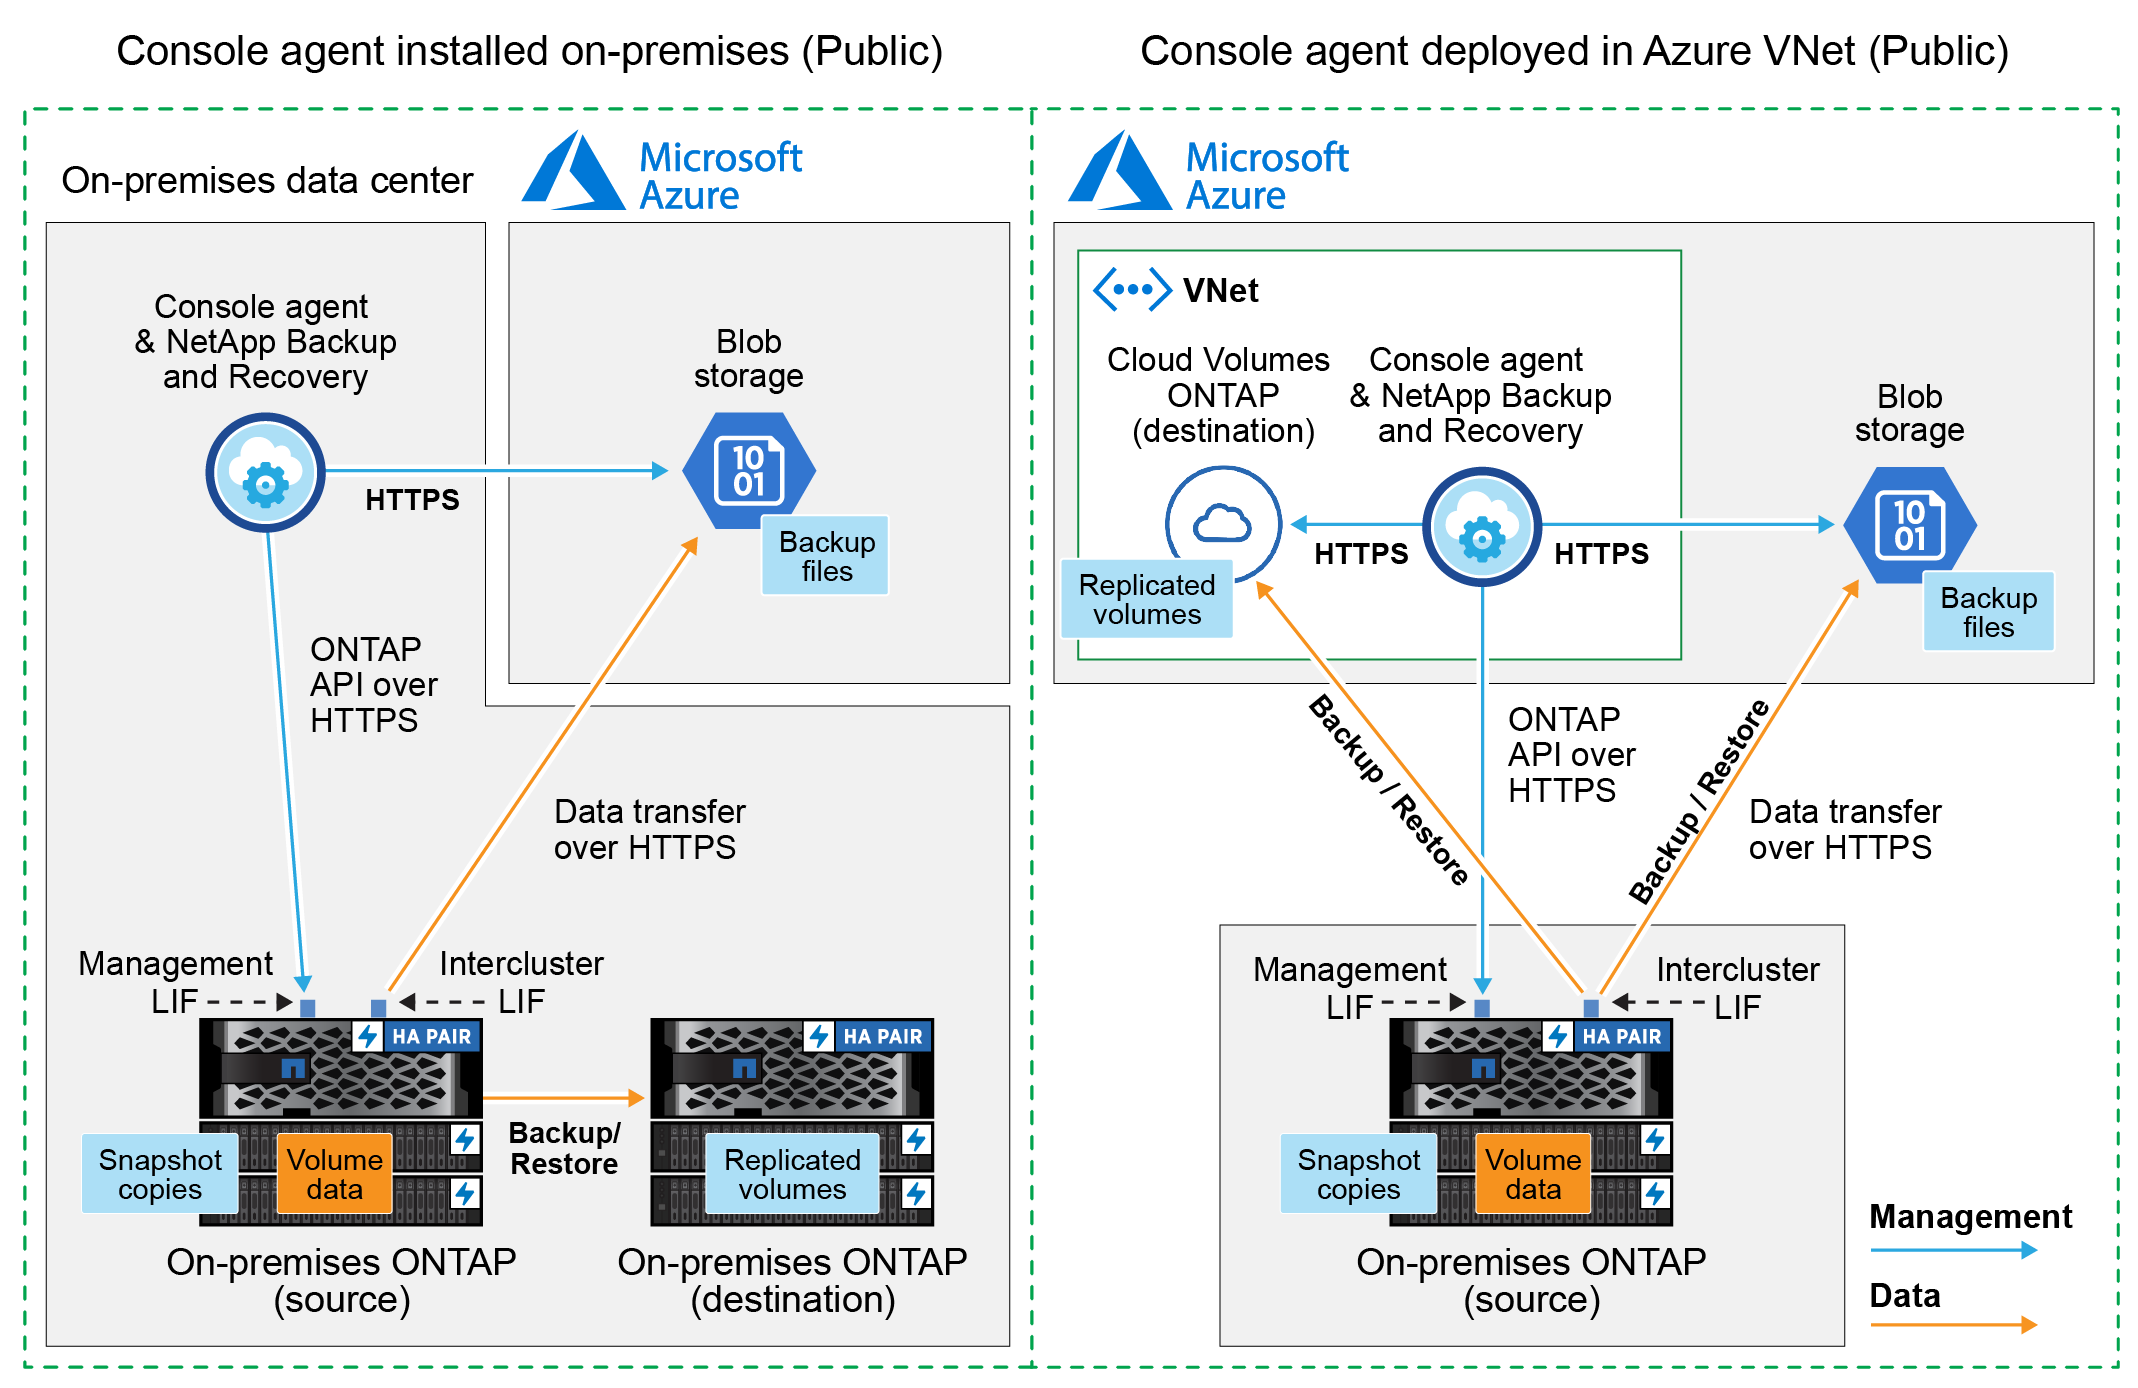 Console agent installed on-premises (Public)
On-premises data center
Microsoft
Azure
Console agent
& NetApp Backup
and Recovery
Blob
storage
10
01
HTTPS
Backup
files
ONTAP
API over
HTTPS
Data transfer
over HTTPS
Management
LIF
Intercluster
LIF
HA PAIR
HA PAIR
Backup/
Restore
Snapshot
copies
Volume
data
Replicated
volumes
On-premises ONTAP
(source)
On-premises ONTAP
(destination)
Console agent deployed in Azure VNet (Public)
Microsoft
Azure
VNet
Cloud Volumes
ONTAP
(destination)
Console agent
& NetApp Backup
and Recovery
Blob
storage
10
01
HTTPS
HTTPS
Replicated
volumes
Backup
files
Backup / Restore
ONTAP
API over
HTTPS
Backup / Restore
Data transfer
over HTTPS
Management
LIF
Intercluster
LIF
HA PAIR
Snapshot
copies
Volume
data
On-premises ONTAP
(source)
Management
Data